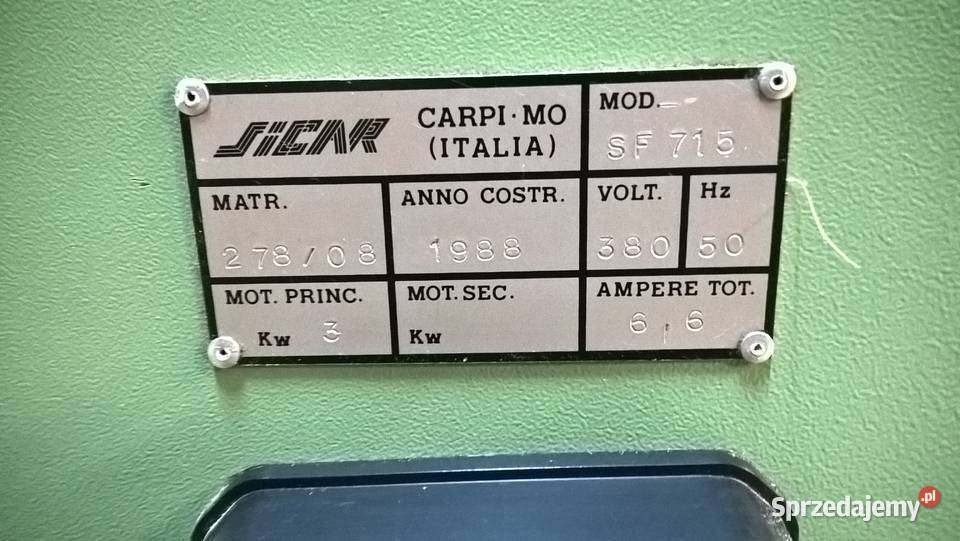 SICAR
CARPI·MO
(ITALIA)
MOD.
SF 715
MATR.
278/08
ANNO COSTR.
1988
VOLT.
380
Hz
50
MOT. PRINC.
Kw 3
MOT. SEC.
Kw
AMPERE TOT.
6,6
Sprzedajemy.pl